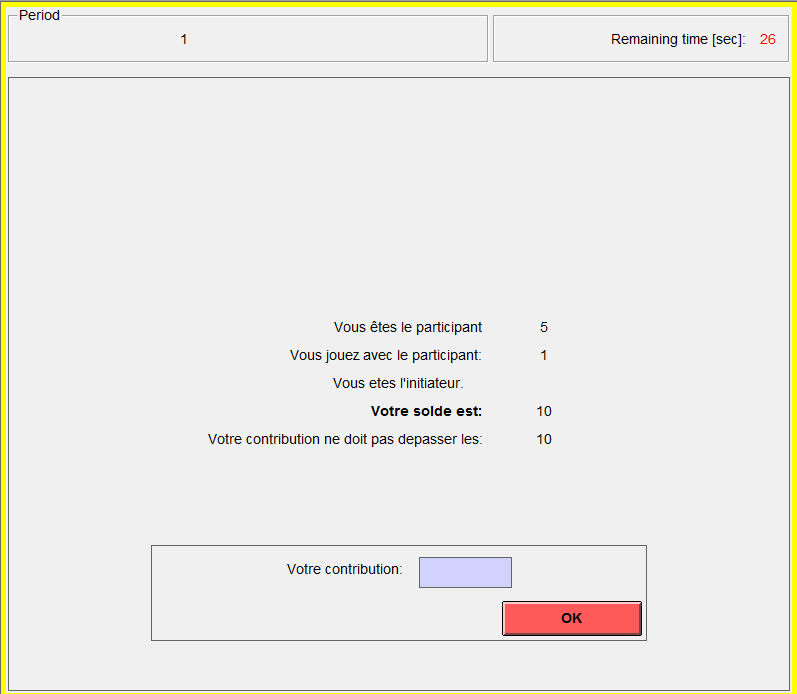 Period
1
Remaining time [sec]: 26
Vous êtes le participant 5
Vous jouez avec le participant: 1
Vous etes l'initiateur.
Votre solde est: 10
Votre contribution ne doit pas depasser les: 10
Votre contribution:
OK